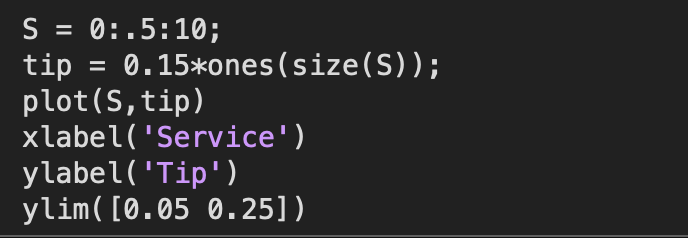 S = 0:.5:10;
tip = 0.15*ones(size(S));
plot(S,tip)
xlabel('Service')
ylabel('Tip')
ylim([0.05 0.25])